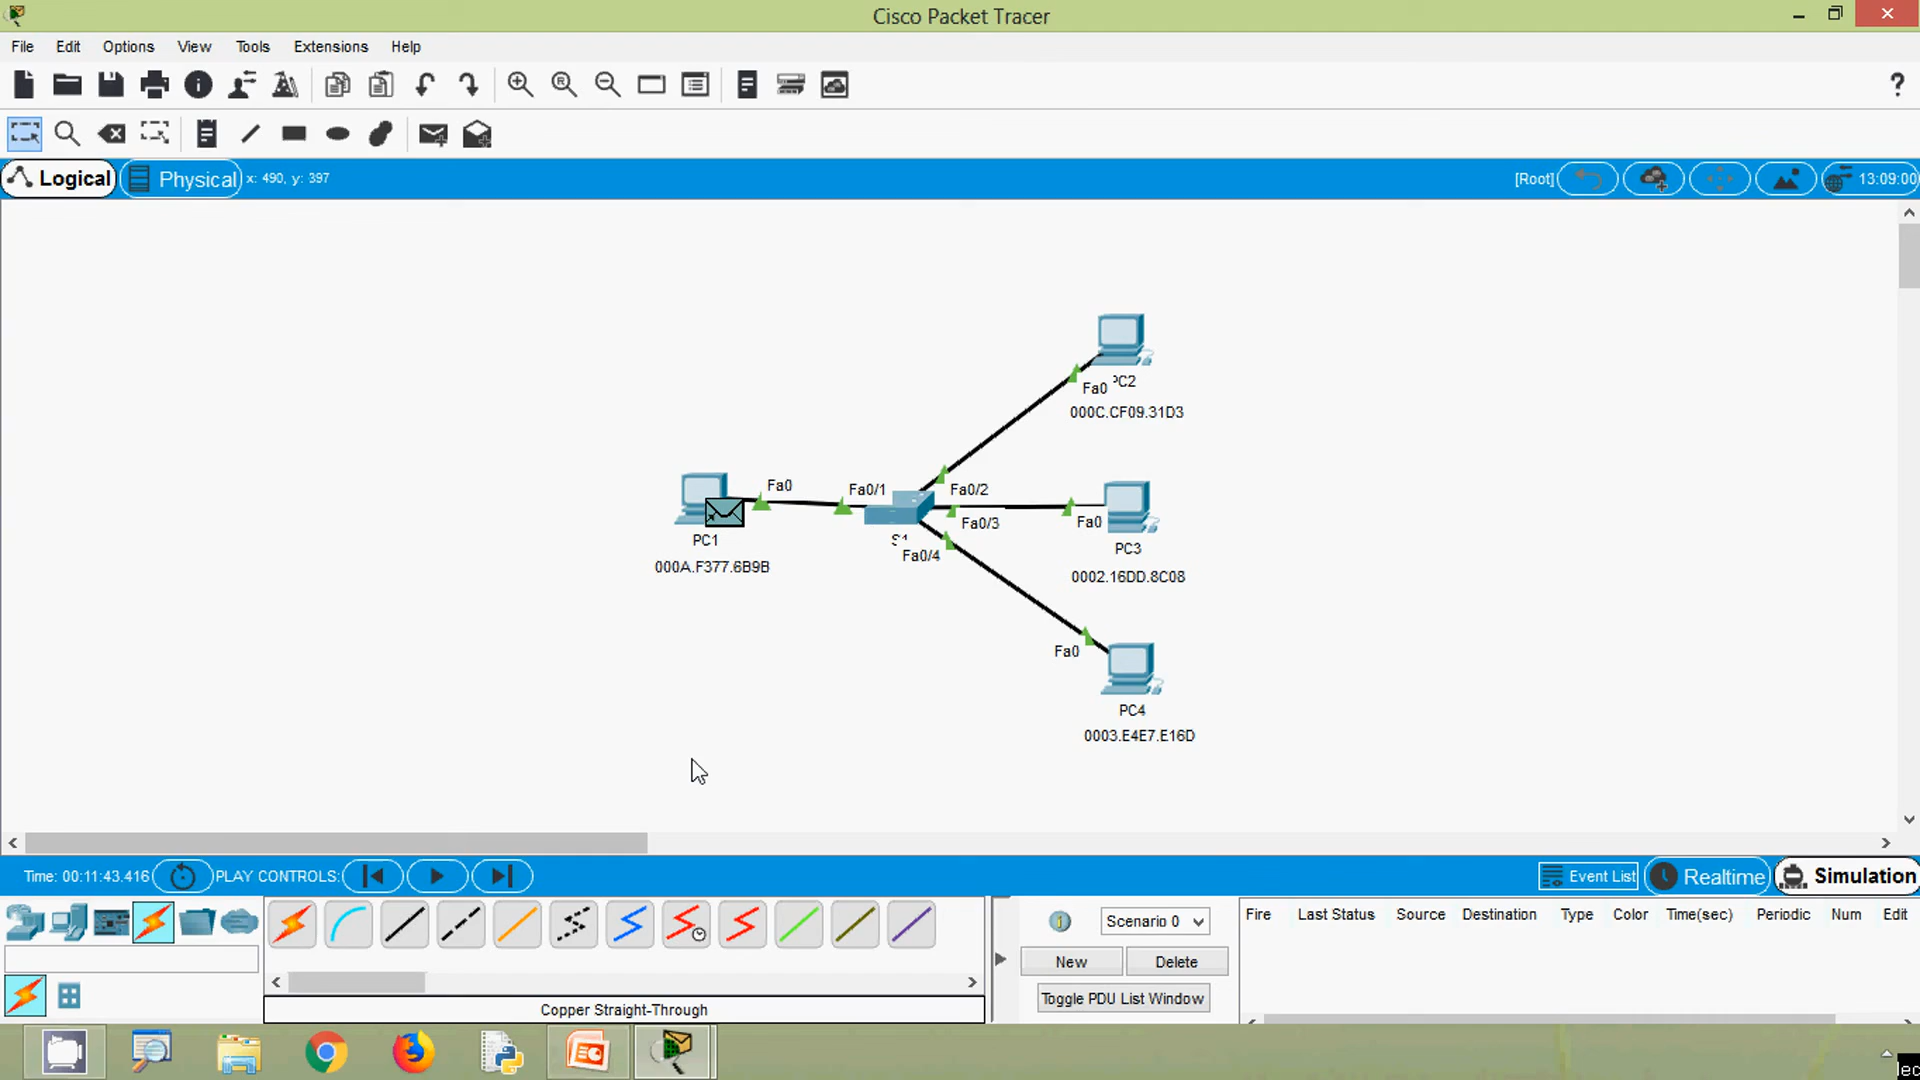 Cisco Packet Tracer
File Edit Options View Tools Extensions Help
Logical Physical x: 490, y: 397 [Root] 13:09:00
PC2
Fa0
000C.CF09.31D3
Fa0 Fa0/1 Fa0/2
Fa0/3 Fa0
PC1 S1 PC3
Fa0/4
000A.F377.6B9B 0002.16DD.8C08
Fa0
PC4
0003.E4E7.E16D
Time: 00:11:43.416 PLAY CONTROLS: Event List Realtime Simulation
Scenario 0 Fire Last Status Source Destination Type Color Time(sec) Periodic Num Edit
New Delete
Toggle PDU List Window
Copper Straight-Through